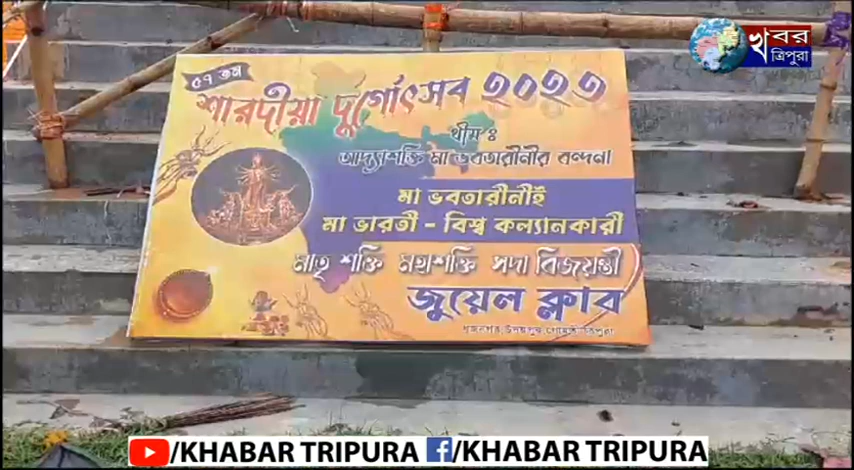 খবর
ত্রিপুরা
৫৭ তম
শারদীয়া দুর্গোৎসব ২০২৩
থীম ঃ
আদ্যাশক্তি মা ভবতারীনীর বন্দনা
মা ভবতারীনীই
মা ভারতী - বিশ্ব কল্যানকারী
মাতৃ শক্তি মহাশক্তি সদা বিজয়ন্তী
জুয়েল ক্লাব
/KHABAR TRIPURA /KHABAR TRIPURA